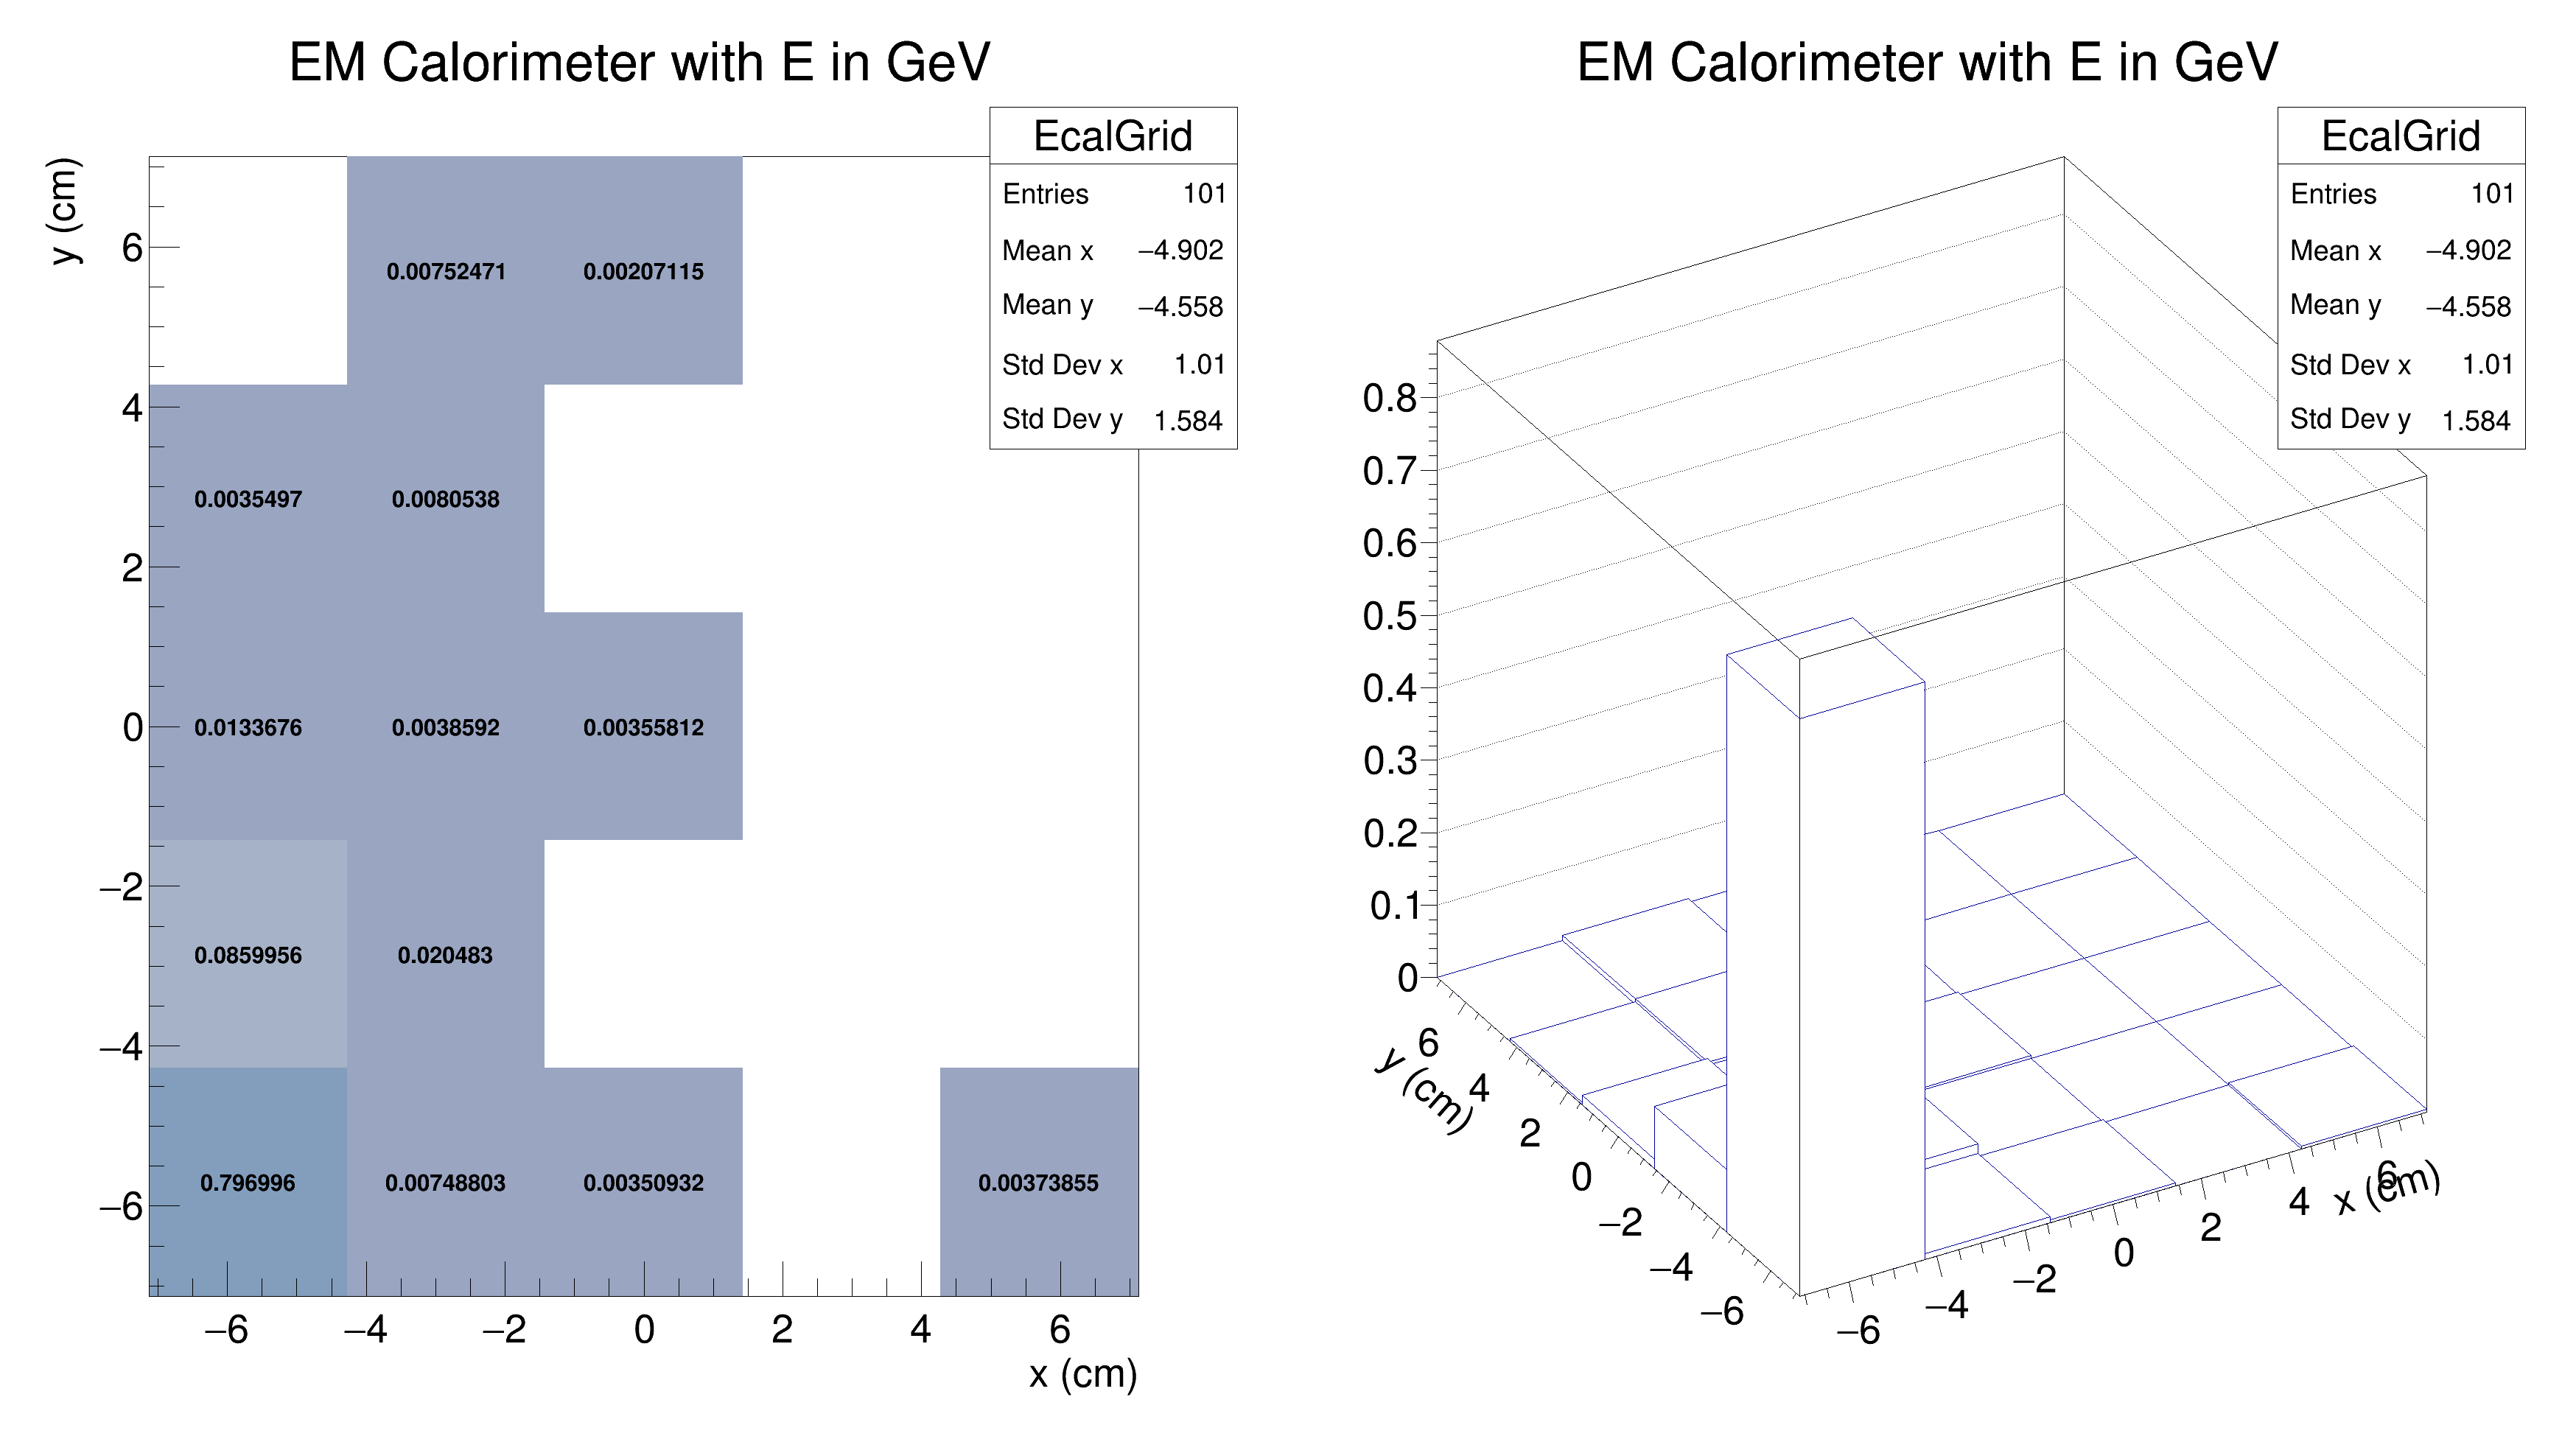 EM Calorimeter with E in GeV
EcalGrid
Entries 101
Mean x −4.902
Mean y −4.558
Std Dev x 1.01
Std Dev y 1.584
y (cm)
6
4
2
0
−2
−4
−6
0.00752471 0.00207115
0.0035497 0.0080538
0.0133676 0.0038592 0.00355812
0.0859956 0.020483
0.796996 0.00748803 0.00350932 0.00373855
−6 −4 −2 0 2 4 6
x (cm)
EM Calorimeter with E in GeV
EcalGrid
Entries 101
Mean x −4.902
Mean y −4.558
Std Dev x 1.01
Std Dev y 1.584
0.8
0.7
0.6
0.5
0.4
0.3
0.2
0.1
0
6
4
2
0
−2
−4
−6
y (cm)
−6
−4
−2
0
2
4
6
x (cm)